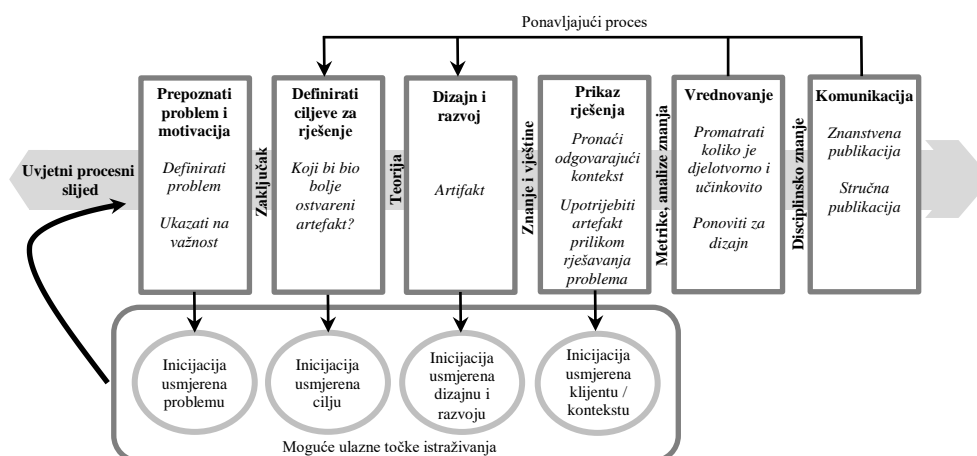 Ponavljajući proces
Uvjetni procesni
slijed
Prepoznati
problem i
motivacija
Definirati
problem
Ukazati na
važnost
Zaključak
Definirati
ciljeve za
rješenje
Koji bi bio
bolje
ostvareni
artefakt?
Teorija
Dizajn i
razvoj
Artifakt
Znanje i vještine
Prikaz
rješenja
Pronaći
odgovarajući
kontekst
Upotrijebiti
artefakt
prilikom
rješavanja
problema
Metrike, analize znanja
Vrednovanje
Promatrati
koliko je
djelotvorno i
učinkovito
Ponoviti za
dizajn
Disciplinsko znanje
Komunikacija
Znanstvena
publikacija
Stručna
publikacija
Inicijacija
usmjerena
problemu
Inicijacija
usmjerena
cilju
Inicijacija
usmjerena
dizajnu i
razvoju
Inicijacija
usmjerena
klijentu /
kontekstu
Moguće ulazne točke istraživanja